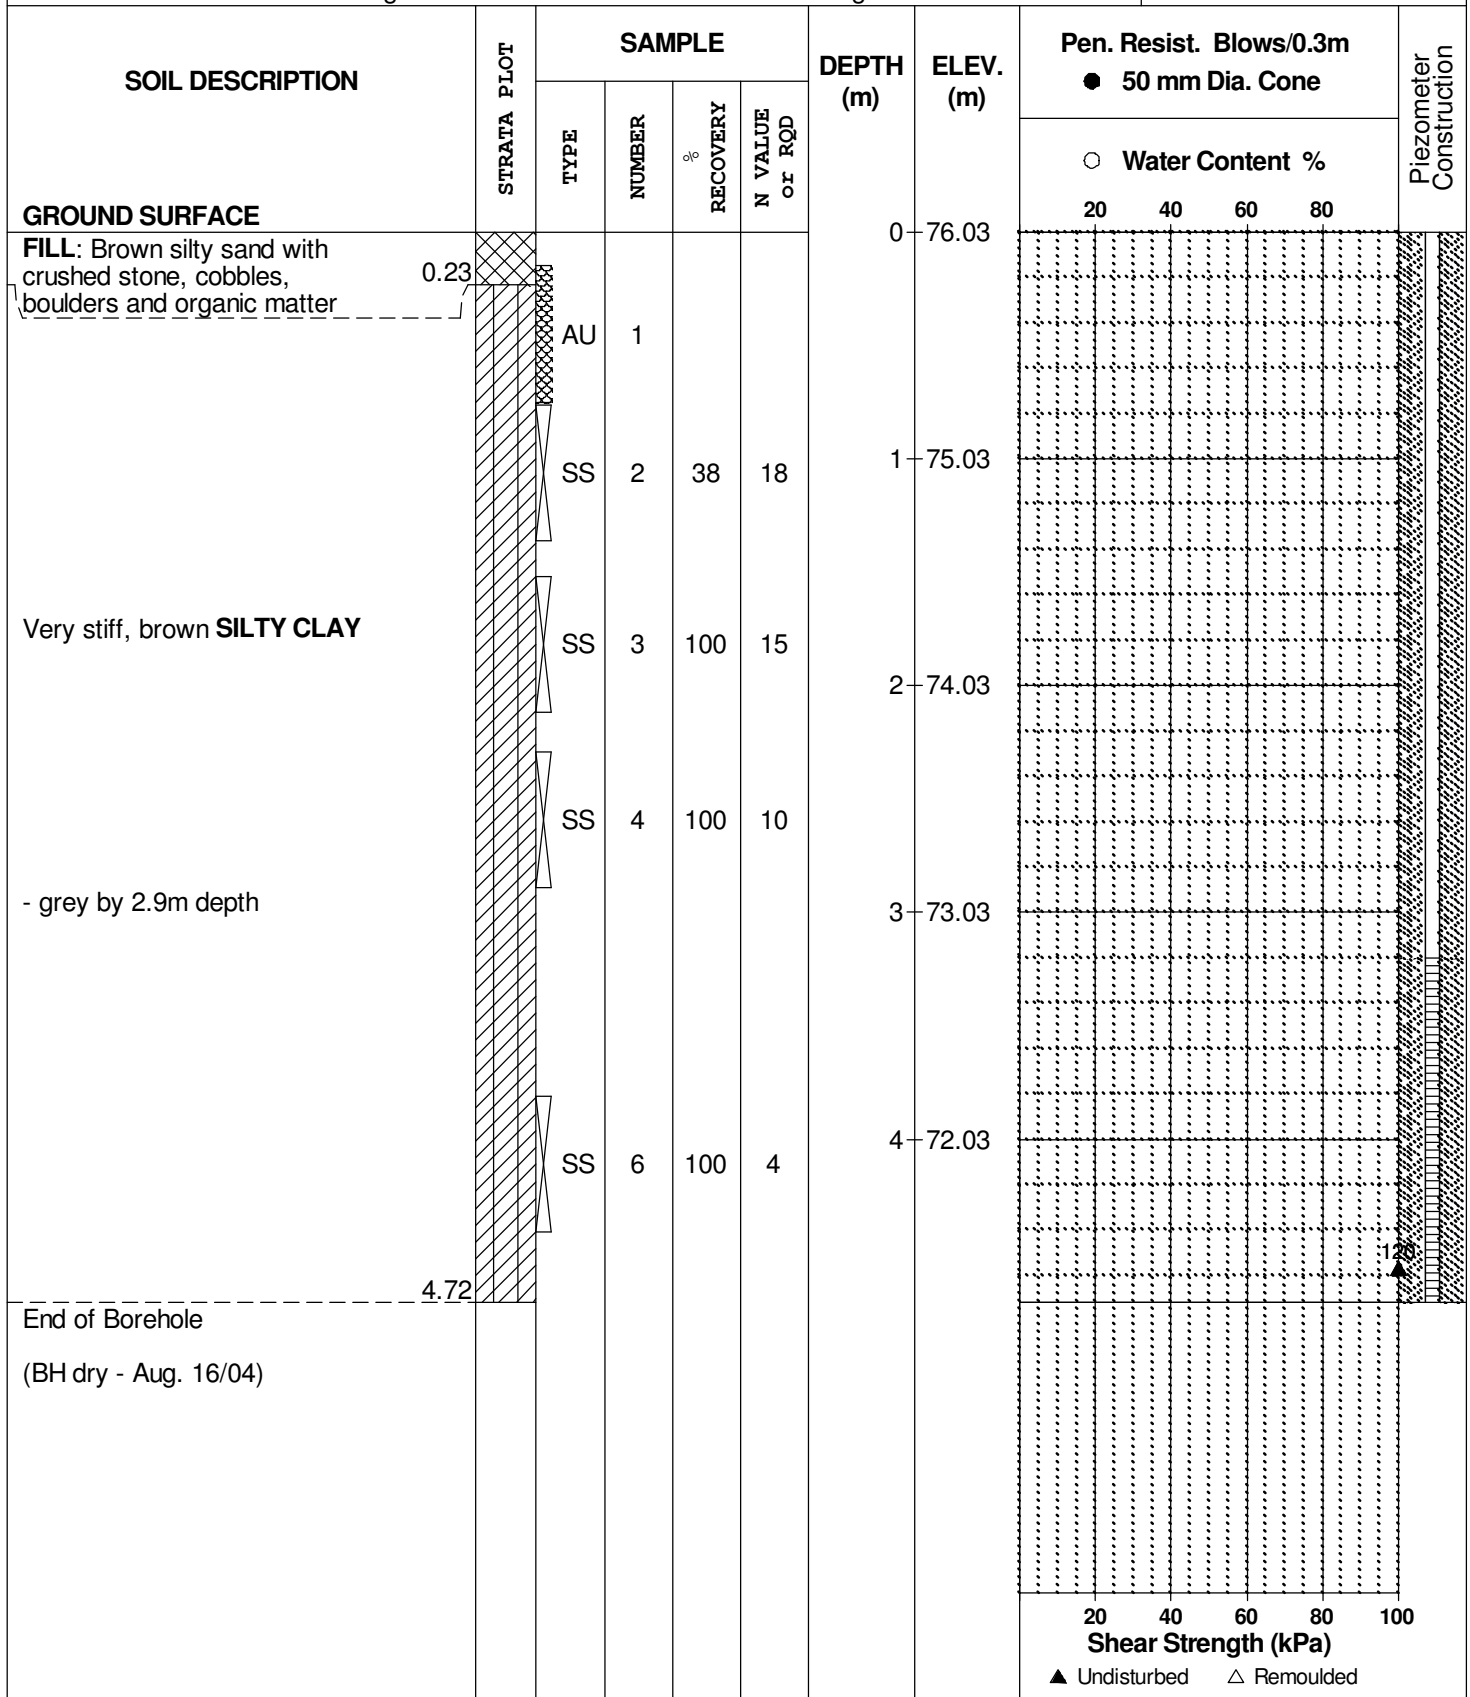 SOIL DESCRIPTION
STRATA PLOT
SAMPLE
TYPE
NUMBER
%
RECOVERY
N VALUE
or RQD
DEPTH
(m)
ELEV.
(m)
Pen. Resist. Blows/0.3m
● 50 mm Dia. Cone
○ Water Content %
Piezometer
Construction
20 40 60 80
GROUND SURFACE
0 76.03
FILL: Brown silty sand with
crushed stone, cobbles,
boulders and organic matter
0.23
AU 1
SS 2 38 18
1 75.03
Very stiff, brown SILTY CLAY
SS 3 100 15
2 74.03
SS 4 100 10
- grey by 2.9m depth
3 73.03
4 72.03
SS 6 100 4
120
4.72
End of Borehole
(BH dry - Aug. 16/04)
20 40 60 80 100
Shear Strength (kPa)
▲ Undisturbed △ Remoulded